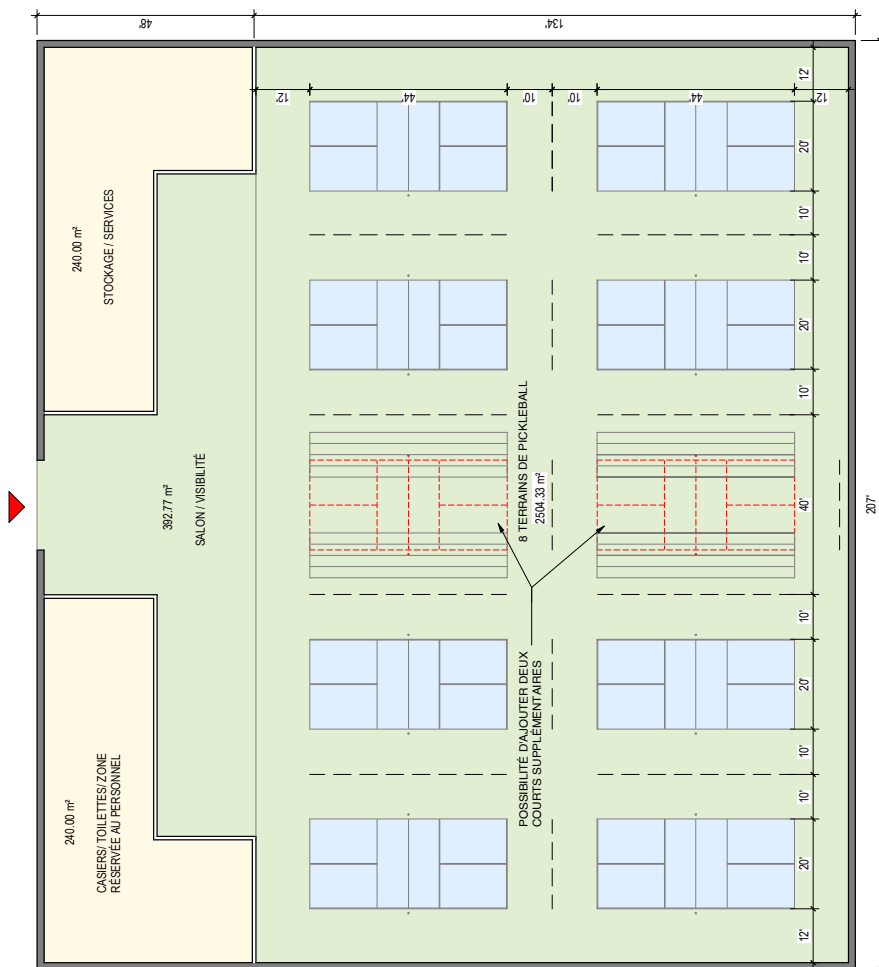 240.00 m²
CASIERS/ TOILETTES/ ZONE
RÉSERVÉE AU PERSONNEL
392.77 m²
SALON / VISIBILITÉ
240.00 m²
STOCKAGE / SERVICES
48'
134'
12'
44'
10'
10'
44'
12'
8 TERRAINS DE PICKLEBALL
2504.33 m²
POSSIBILITÉ D'AJOUTER DEUX
COURTS SUPPLÉMENTAIRES
12'
20'
10'
10'
20'
10'
40'
10'
20'
10'
10'
20'
12'
207'